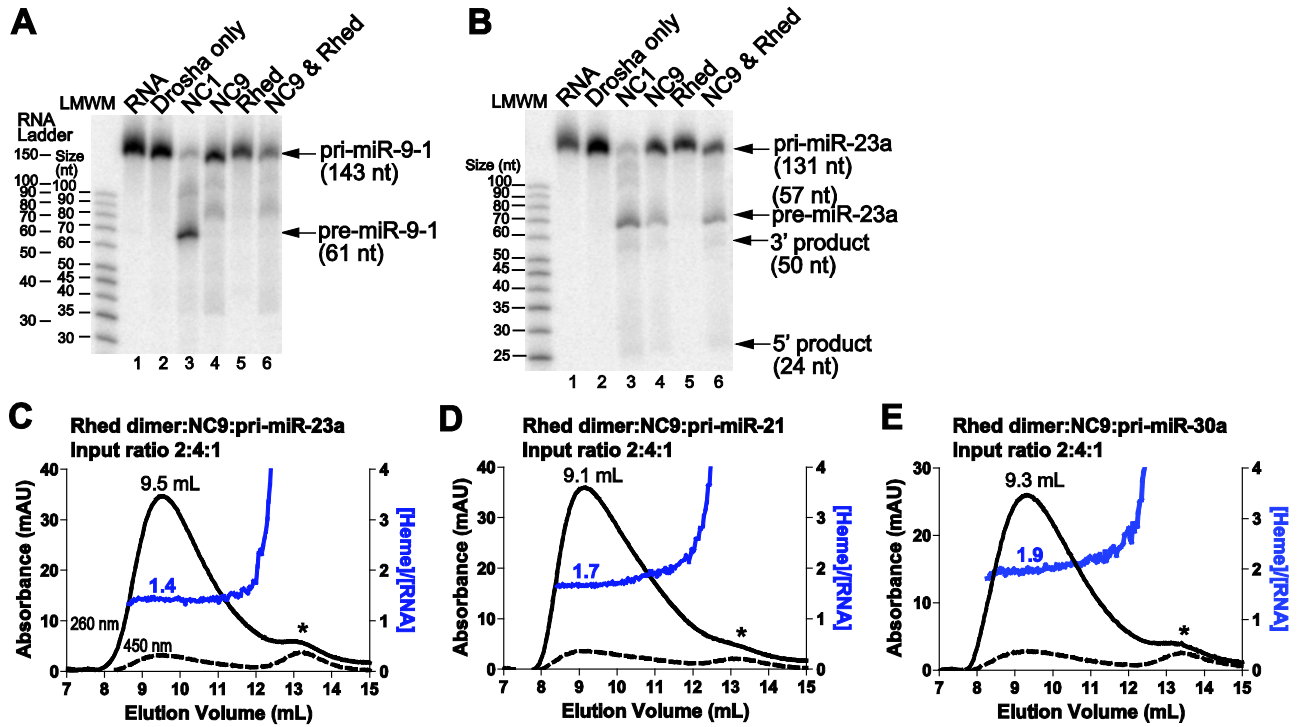 A
RNA
Drosha only
NC1
NC9
Rhed
NC9 & Rhed
LMWM
RNA
Ladder
Size
(nt)
150
100
90
80
70
60
50
40
30
100
90
80
70
60
50
45
40
35
30
pri-miR-9-1
(143 nt)
pre-miR-9-1
(61 nt)
1 2 3 4 5 6
B
RNA
Drosha only
NC1
NC9
Rhed
NC9 & Rhed
LMWM
Size (nt)
100
90
80
70
60
50
45
40
35
30
25
pri-miR-23a
(131 nt)
(57 nt)
pre-miR-23a
3' product
(50 nt)
5' product
(24 nt)
1 2 3 4 5 6
C
Rhed dimer:NC9:pri-miR-23a
Input ratio 2:4:1
9.5 mL
1.4
260 nm
450 nm
*
Absorbance (mAU)
40
30
20
10
0
[Heme]/[RNA]
4
3
2
1
0
7 8 9 10 11 12 13 14 15
Elution Volume (mL)
D
Rhed dimer:NC9:pri-miR-21
Input ratio 2:4:1
9.1 mL
1.7
*
Absorbance (mAU)
40
30
20
10
0
[Heme]/[RNA]
4
3
2
1
0
7 8 9 10 11 12 13 14 15
Elution Volume (mL)
E
Rhed dimer:NC9:pri-miR-30a
Input ratio 2:4:1
9.3 mL
1.9
*
Absorbance (mAU)
30
20
10
0
[Heme]/[RNA]
4
3
2
1
0
7 8 9 10 11 12 13 14 15
Elution Volume (mL)